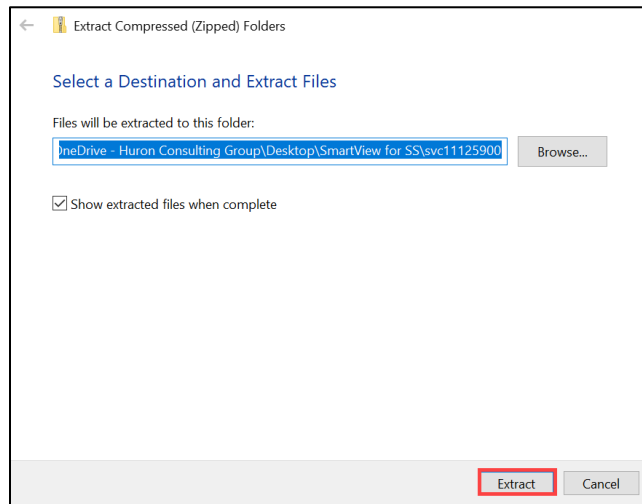 Extract Compressed (Zipped) Folders
Select a Destination and Extract Files
Files will be extracted to this folder:
OneDrive - Huron Consulting Group\Desktop\SmartView for SS\svc11125900
Browse...
Show extracted files when complete
Extract
Cancel